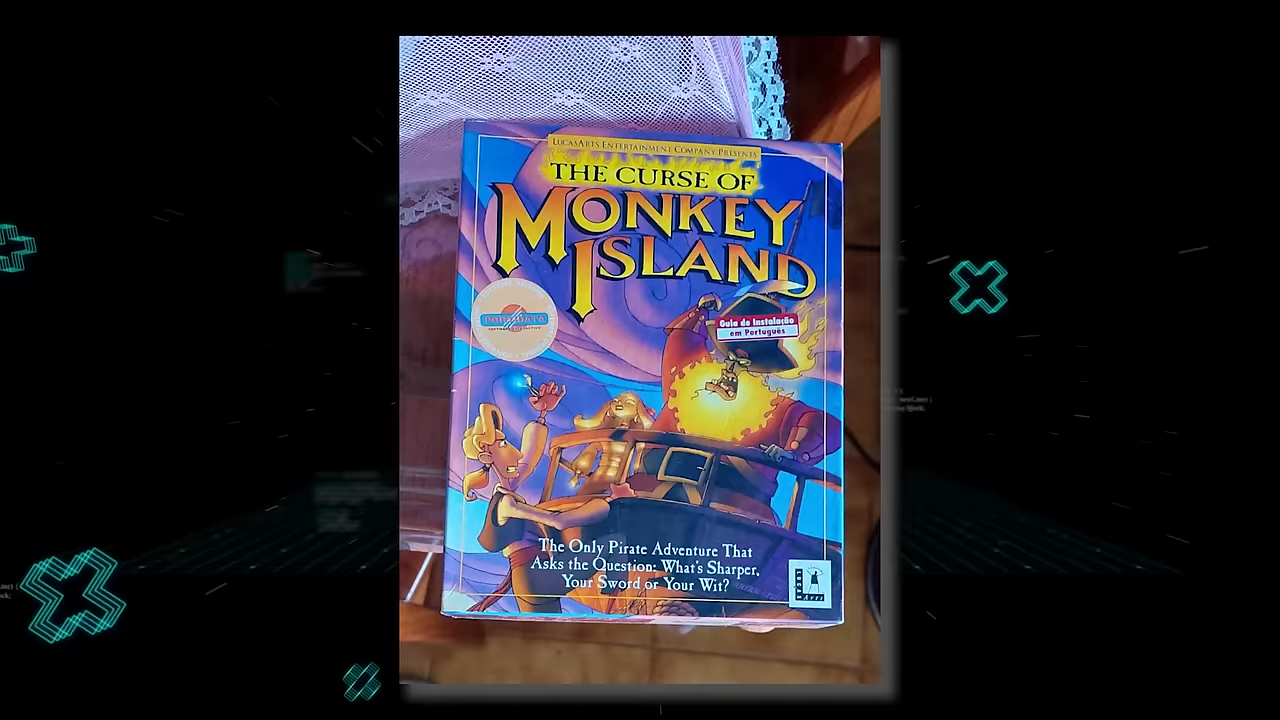 LucasArts Entertainment Company Presents
THE CURSE OF
MONKEY
ISLAND
PORTIDATA
Guia de Instalação
em Português
The Only Pirate Adventure That
Asks the Question: What's Sharper,
Your Sword or Your Wit?